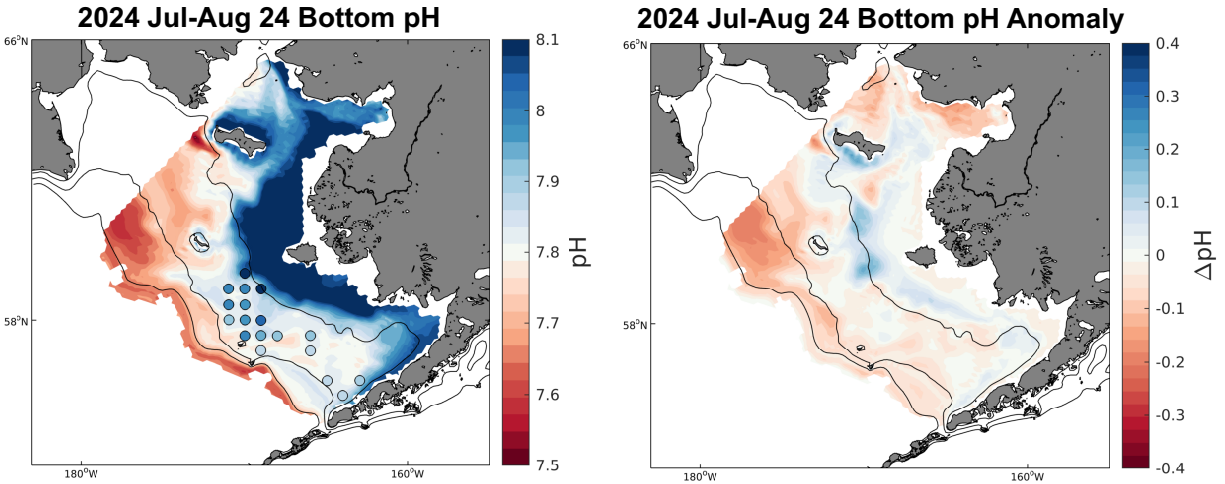 2024 Jul-Aug 24 Bottom pH
66°N
58°N
180°W
160°W
8.1
8
7.9
7.8
7.7
7.6
7.5
pH
2024 Jul-Aug 24 Bottom pH Anomaly
66°N
58°N
180°W
160°W
0.4
0.3
0.2
0.1
0
-0.1
-0.2
-0.3
-0.4
ΔpH